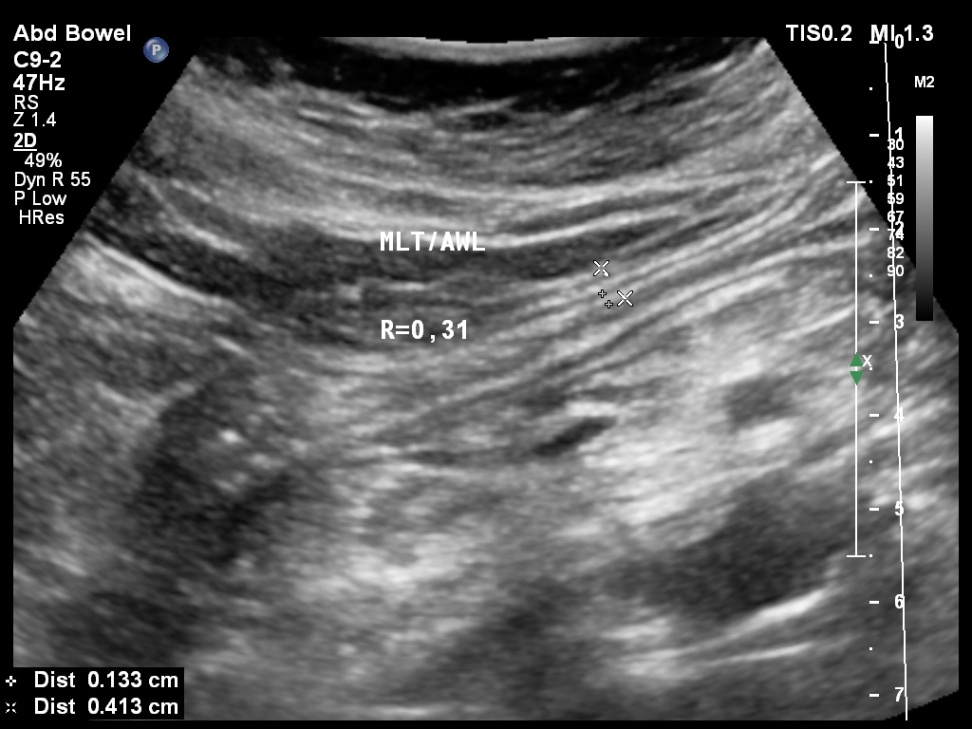 Abd Bowel
C9-2
47Hz
RS
Z 1.4
2D
49%
Dyn R 55
P Low
HRes
P
TIS0.2 MI 1.3
M2
0
1
30
43
51
59
67
74
82
90
2
3
X
4
5
6
7
MLT/AWL
R=0,31
Dist 0.133 cm
Dist 0.413 cm